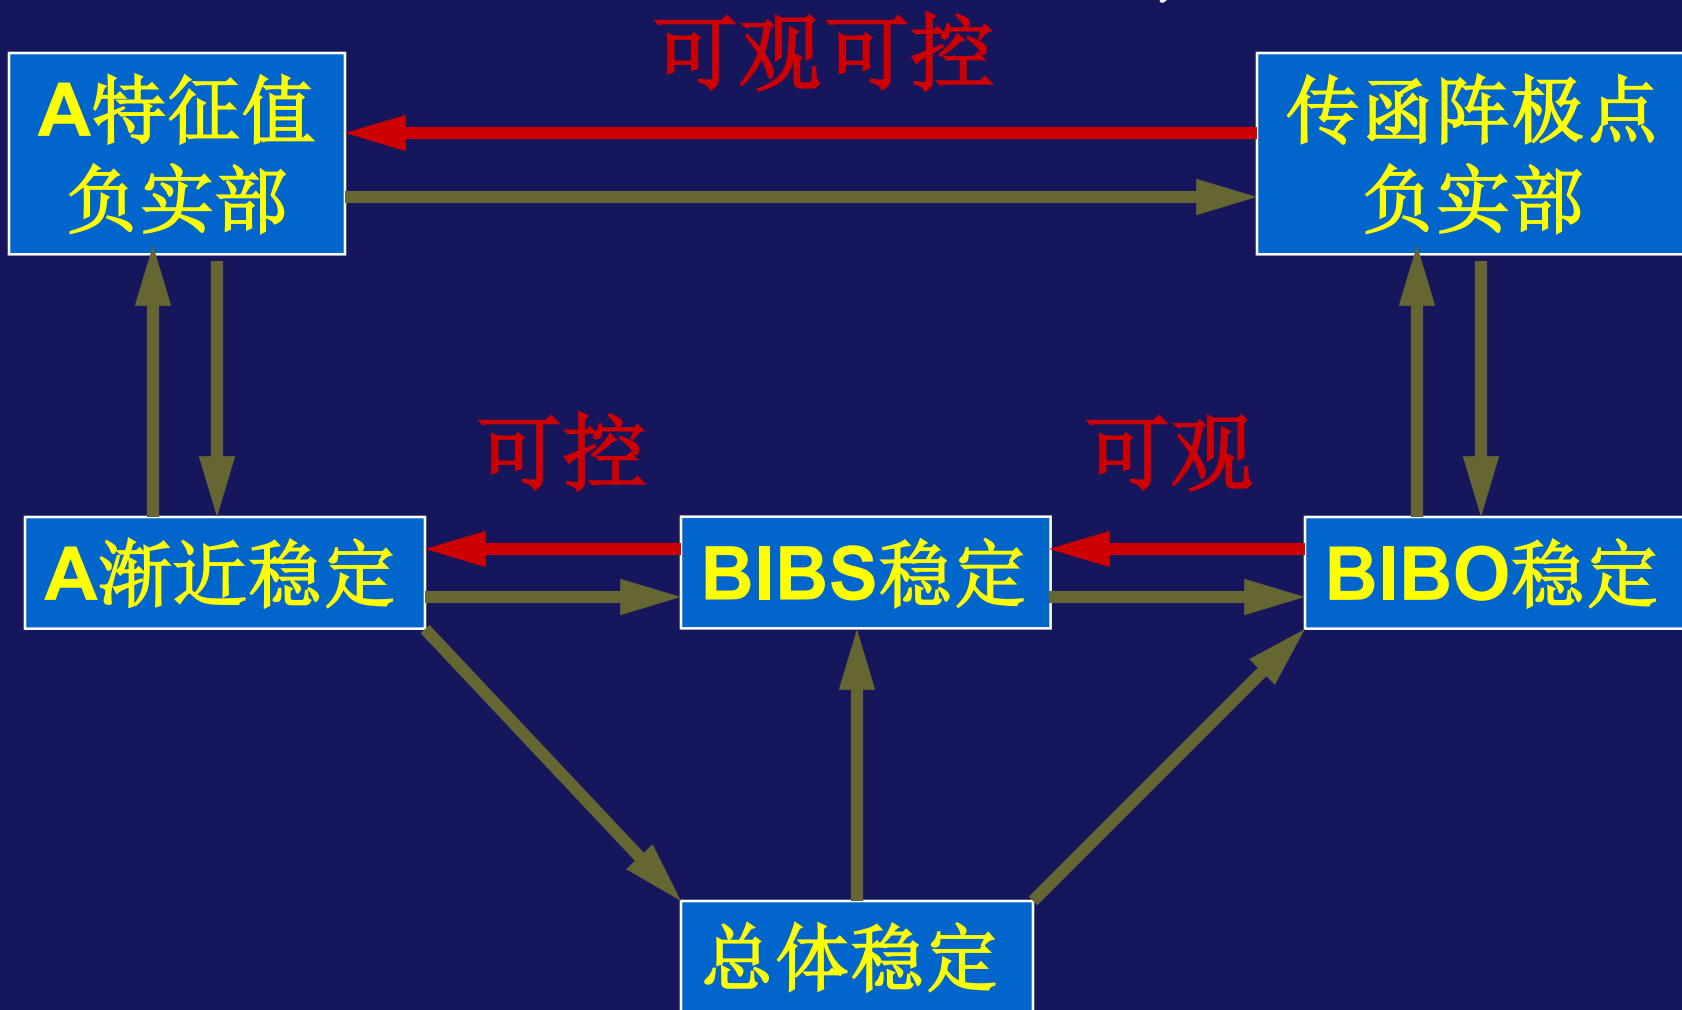 可观可控
A特征值
负实部
传函阵极点
负实部
可控
可观
A渐近稳定
BIBS稳定
BIBO稳定
总体稳定